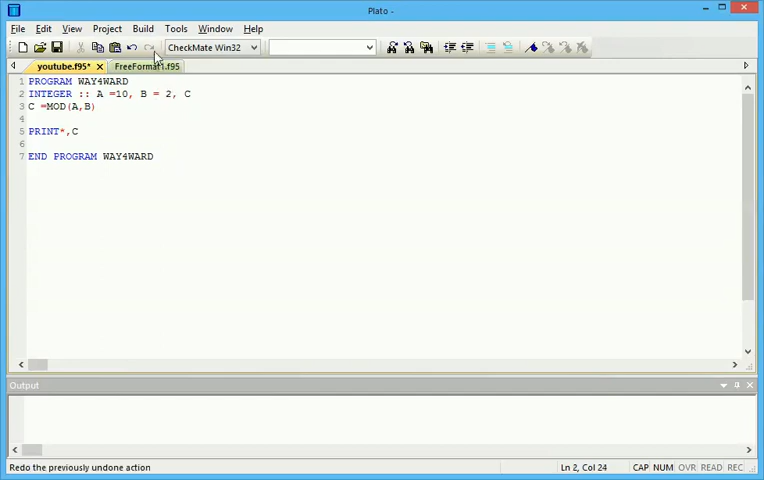 Plato -
File Edit View Project Build Tools Window Help
CheckMate Win32
youtube.f95* FreeFormat1.f95
1 PROGRAM WAY4WARD
2 INTEGER :: A =10, B = 2, C
3 C =MOD(A,B)
4
5 PRINT*,C
6
7 END PROGRAM WAY4WARD
Output
Redo the previously undone action Ln 2, Col 24 CAP NUM OVR READ REC